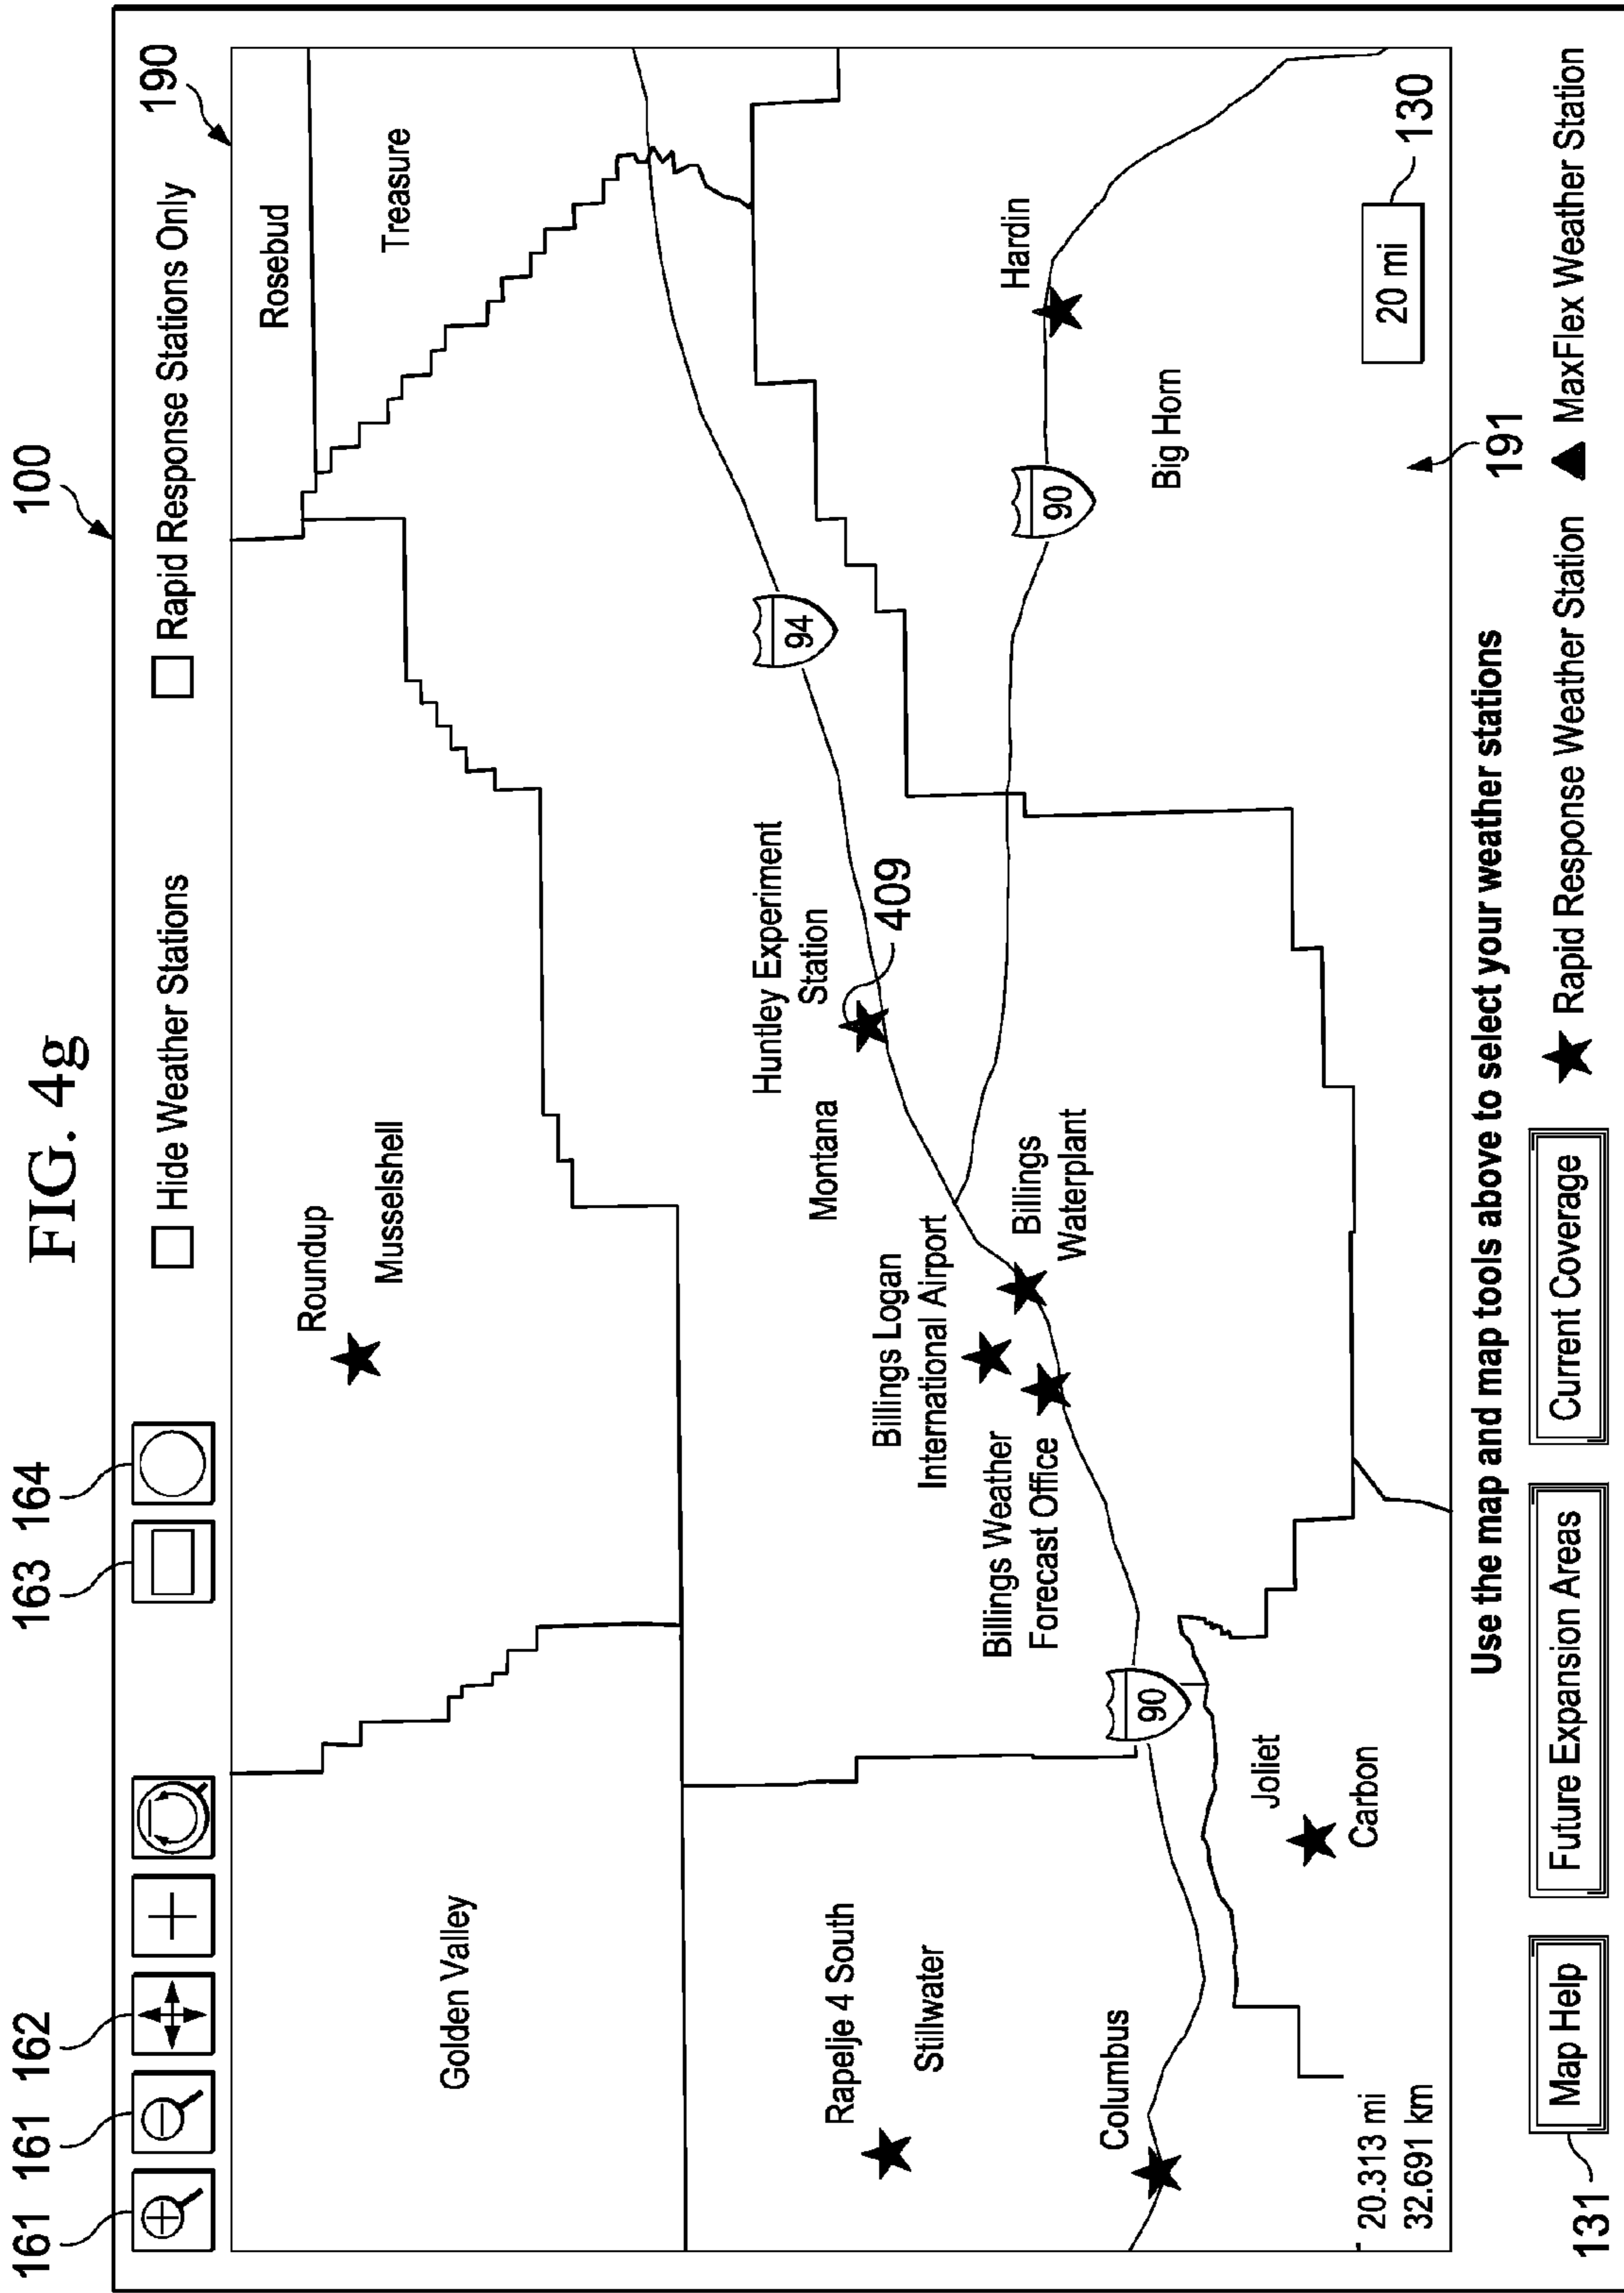 FIG. 4g
161
161
162
163
164
100
190
Hide Weather Stations
Rapid Response Stations Only
Roundup
Musselshell
Rosebud
Treasure
Golden Valley
Huntley Experiment
Station
409
94
Montana
Rapelje 4 South
Stillwater
Billings Logan
International Airport
Billings
Waterplant
Billings Weather
Forecast Office
Hardin
90
Big Horn
Columbus
90
Joliet
Carbon
20.313 mi
32.691 km
20 mi
130
191
Use the map and map tools above to select your weather stations
131
Map Help
Future Expansion Areas
Current Coverage
Rapid Response Weather Station
MaxFlex Weather Station